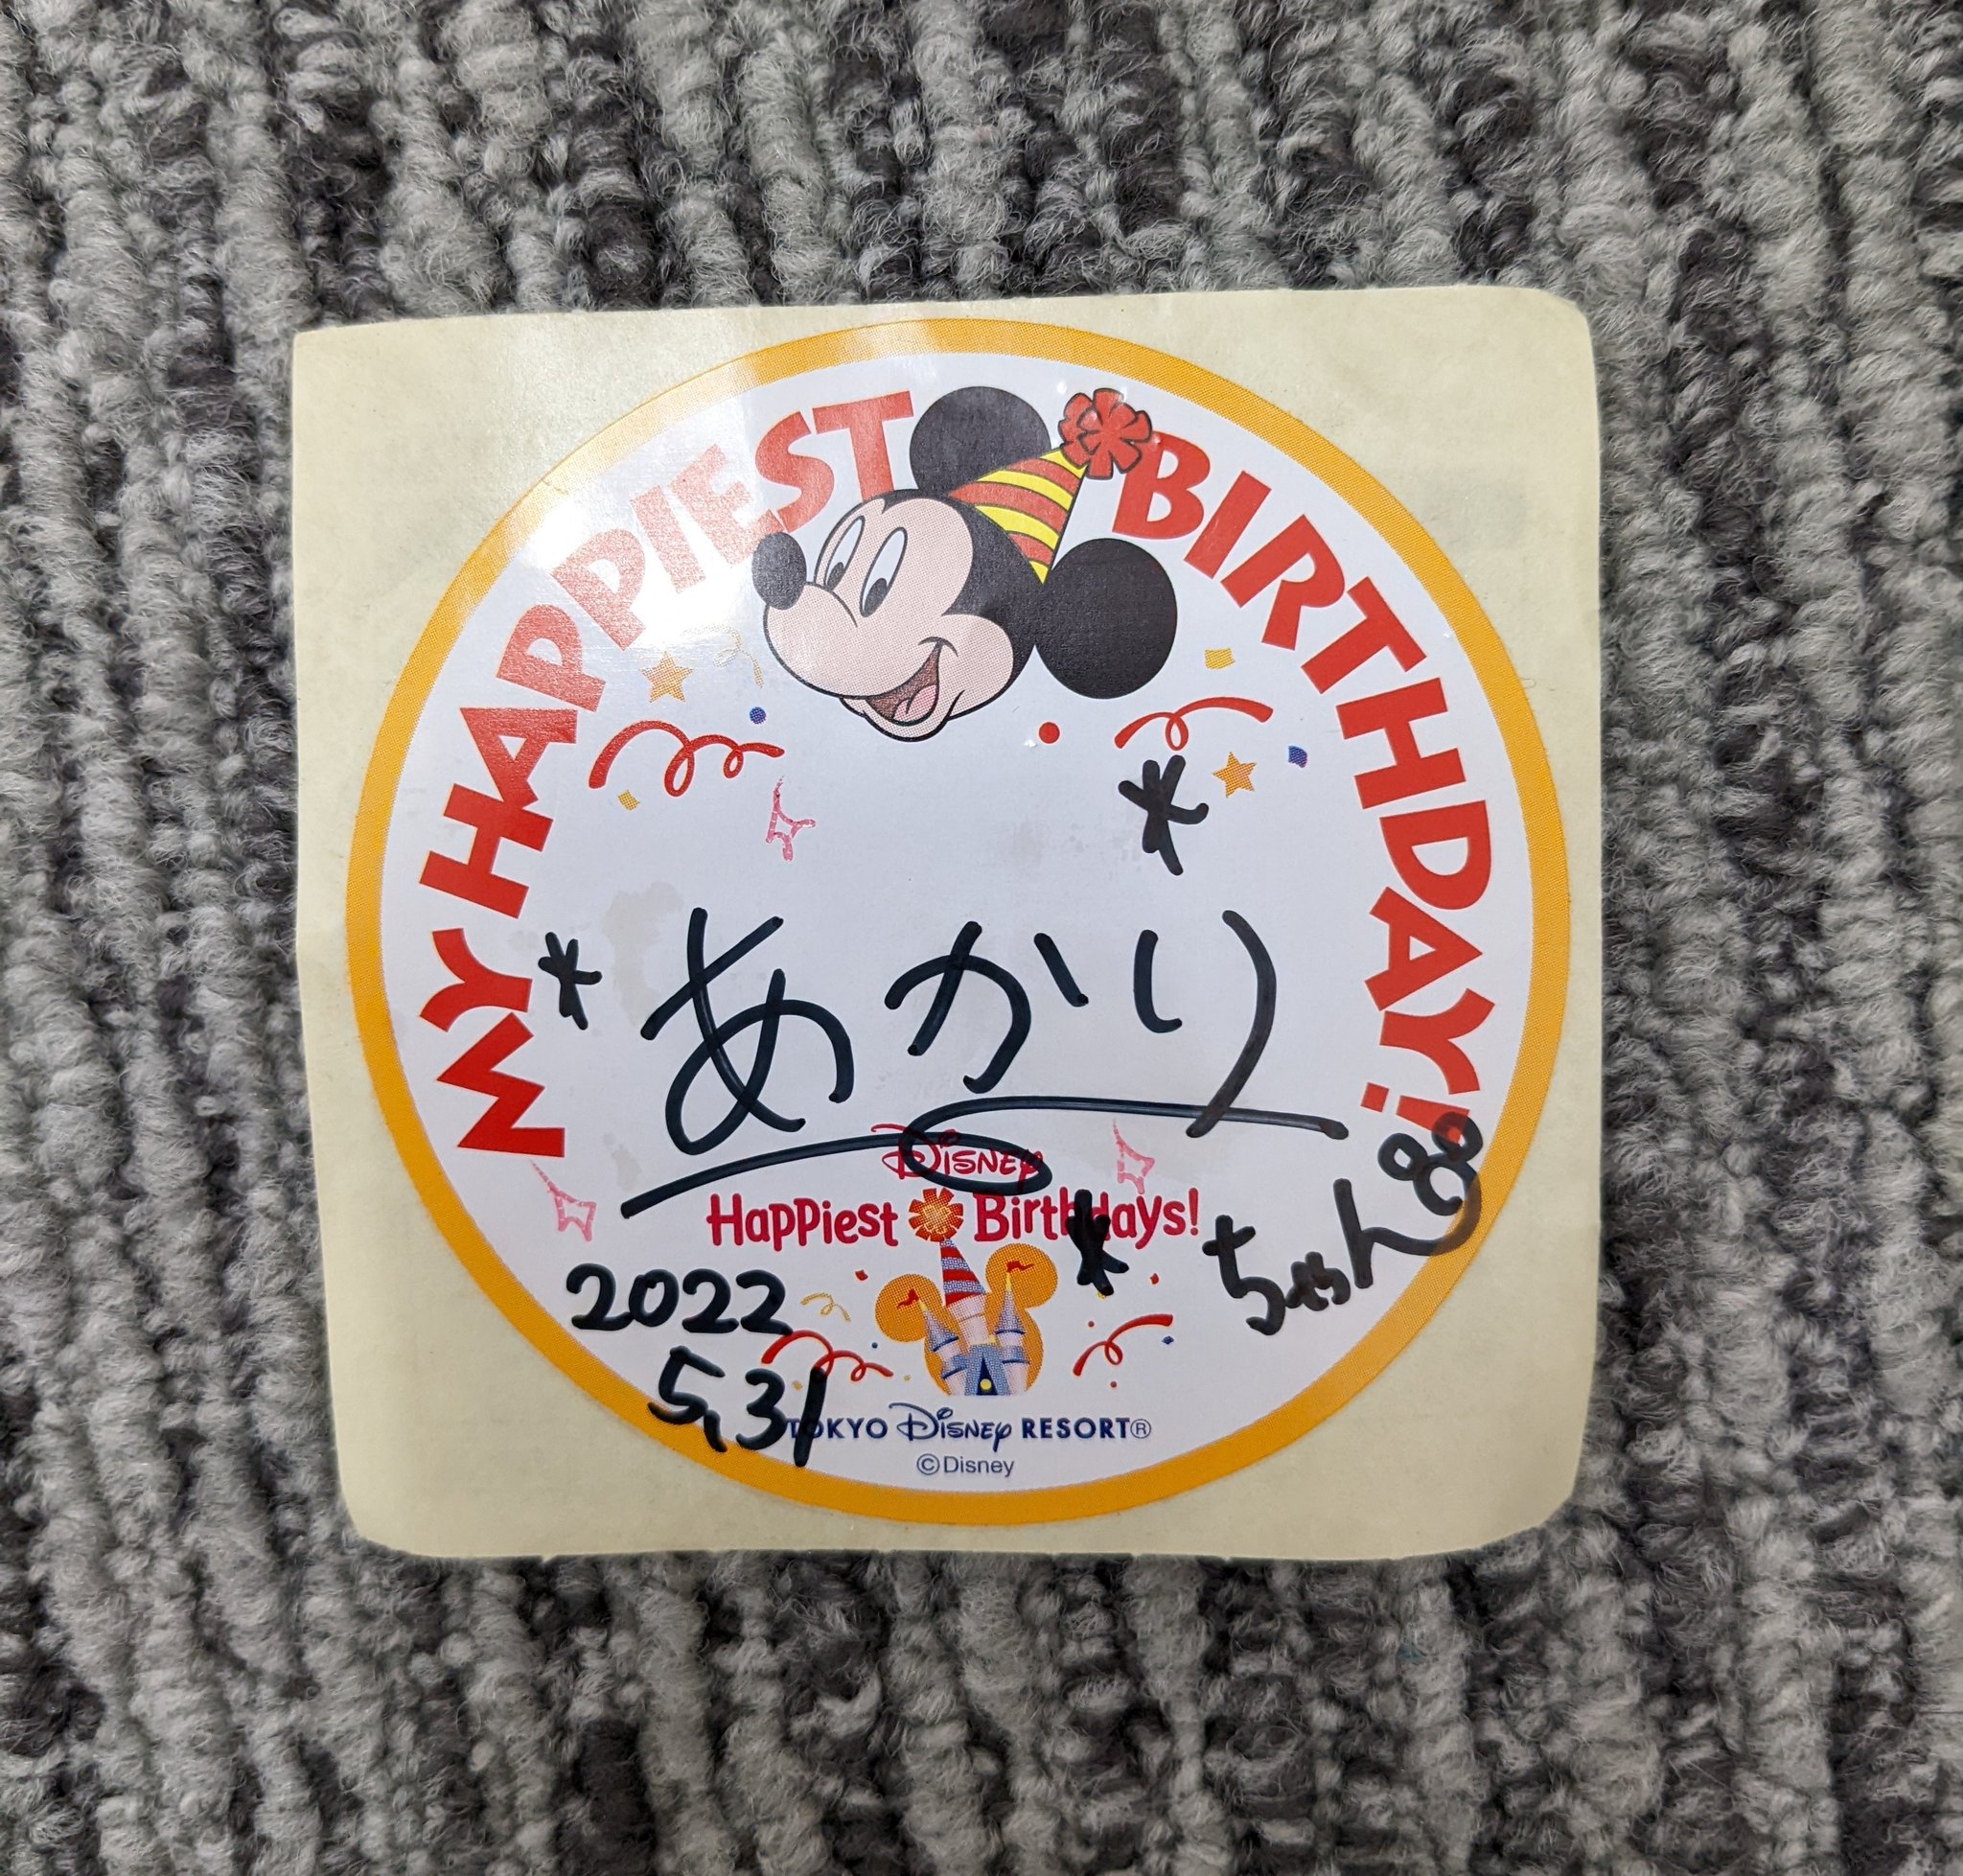 MY HAPPIEST BIRTHDAY!
あかり
ちゃん
Disney
Happiest Birthdays!
2022
5,31
TOKYO Disney RESORT®
©Disney